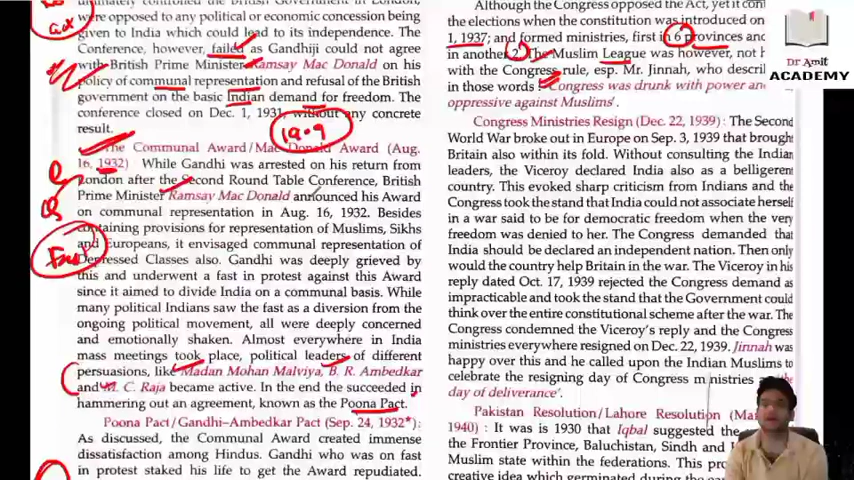 ultimately controlled the British Government in London,
were opposed to any political or economic concession being
given to India which could lead to its independence. The
Conference, however, failed as Gandhiji could not agree
with British Prime Minister Ramsay Mac Donald on his
policy of communal representation and refusal of the British
government on the basic Indian demand for freedom. The
conference closed on Dec. 1, 1931 without any concrete
result.
1909
The Communal Award/Mac Donald Award (Aug.
16, 1932) While Gandhi was arrested on his return from
London after the Second Round Table Conference, British
Prime Minister Ramsay Mac Donald announced his Award
on communal representation in Aug. 16, 1932. Besides
containing provisions for representation of Muslims, Sikhs
and Europeans, it envisaged communal representation of
Depressed Classes also. Gandhi was deeply grieved by
Fast
this and underwent a fast in protest against this Award
since it aimed to divide India on a communal basis. While
many political Indians saw the fast as a diversion from the
ongoing political movement, all were deeply concerned
and emotionally shaken. Almost everywhere in India
mass meetings took place, political leaders of different
persuasions, like Madan Mohan Malviya, B. R. Ambedkar
and M. C. Raja became active. In the end the succeeded in
hammering out an agreement, known as the Poona Pact.
Poona Pact/Gandhi–Ambedkar Pact (Sep. 24, 1932*) :
As discussed, the Communal Award created immense
dissatisfaction among Hindus. Gandhi who was on fast
in protest staked his life to get the Award repudiated.
Although the Congress opposed the Act, yet it con
the elections when the constitution was introduced on
1, 1937; and formed ministries, first in 6 provinces and
in another 2. The Muslim League was however, not h
with the Congress rule, esp. Mr. Jinnah, who descri
in those words : 'Congress was drunk with power an
oppressive against Muslims'.
Congress Ministries Resign (Dec. 22, 1939) : The Second
World War broke out in Europe on Sep. 3, 1939 that brought
Britain also within its fold. Without consulting the Indian
leaders, the Viceroy declared India also as a belligerent
country. This evoked sharp criticism from Indians and the
Congress took the stand that India could not associate herself
in a war said to be for democratic freedom when the very
freedom was denied to her. The Congress demanded that
India should be declared an independent nation. Then only
would the country help Britain in the war. The Viceroy in his
reply dated Oct. 17, 1939 rejected the Congress demand as
impracticable and took the stand that the Government could
think over the entire constitutional scheme after the war. The
Congress condemned the Viceroy's reply and the Congress
ministries everywhere resigned on Dec. 22, 1939. Jinnah was
happy over this and he called upon the Indian Muslims to
celebrate the resigning day of Congress ministries as the
day of deliverance'.
Pakistan Resolution/Lahore Resolution (Ma
1940) : It was 1930 that Iqbal suggested the
the Frontier Province, Baluchistan, Sindh and
Muslim state within the federations. This pro
creative idea which germinated during the ear
Dr Amit
ACADEMY